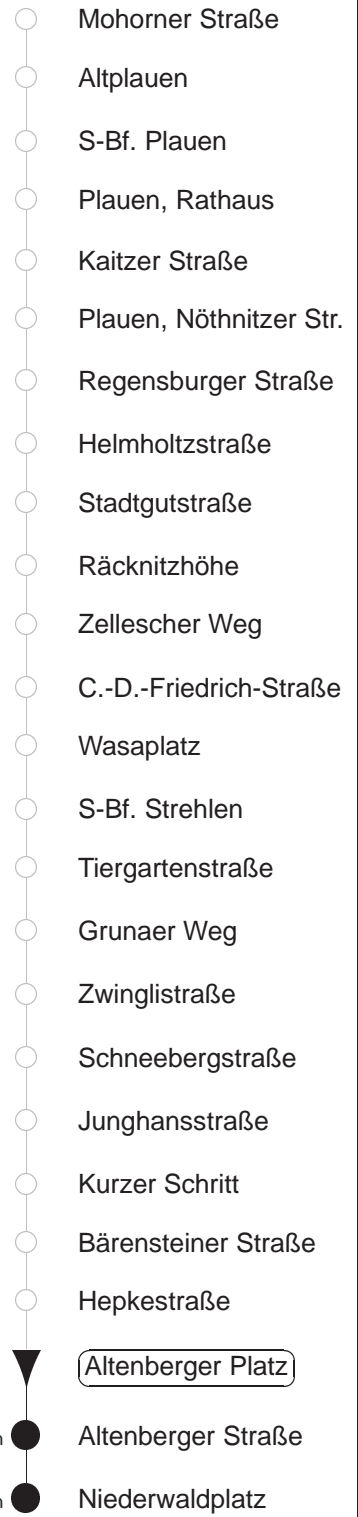 Mohorner Straße
Altplauen
S-Bf. Plauen
Plauen, Rathaus
Kaitzer Straße
Plauen, Nöthnitzer Str.
Regensburger Straße
Helmholtzstraße
Stadtgutstraße
Räcknitzhöhe
Zellescher Weg
C.-D.-Friedrich-Straße
Wasaplatz
S-Bf. Strehlen
Tiergartenstraße
Grunaer Weg
Zwinglistraße
Schneebergstraße
Junghansstraße
Kurzer Schritt
Bärensteiner Straße
Hepkestraße
Altenberger Platz
Altenberger Straße
Niederwaldplatz